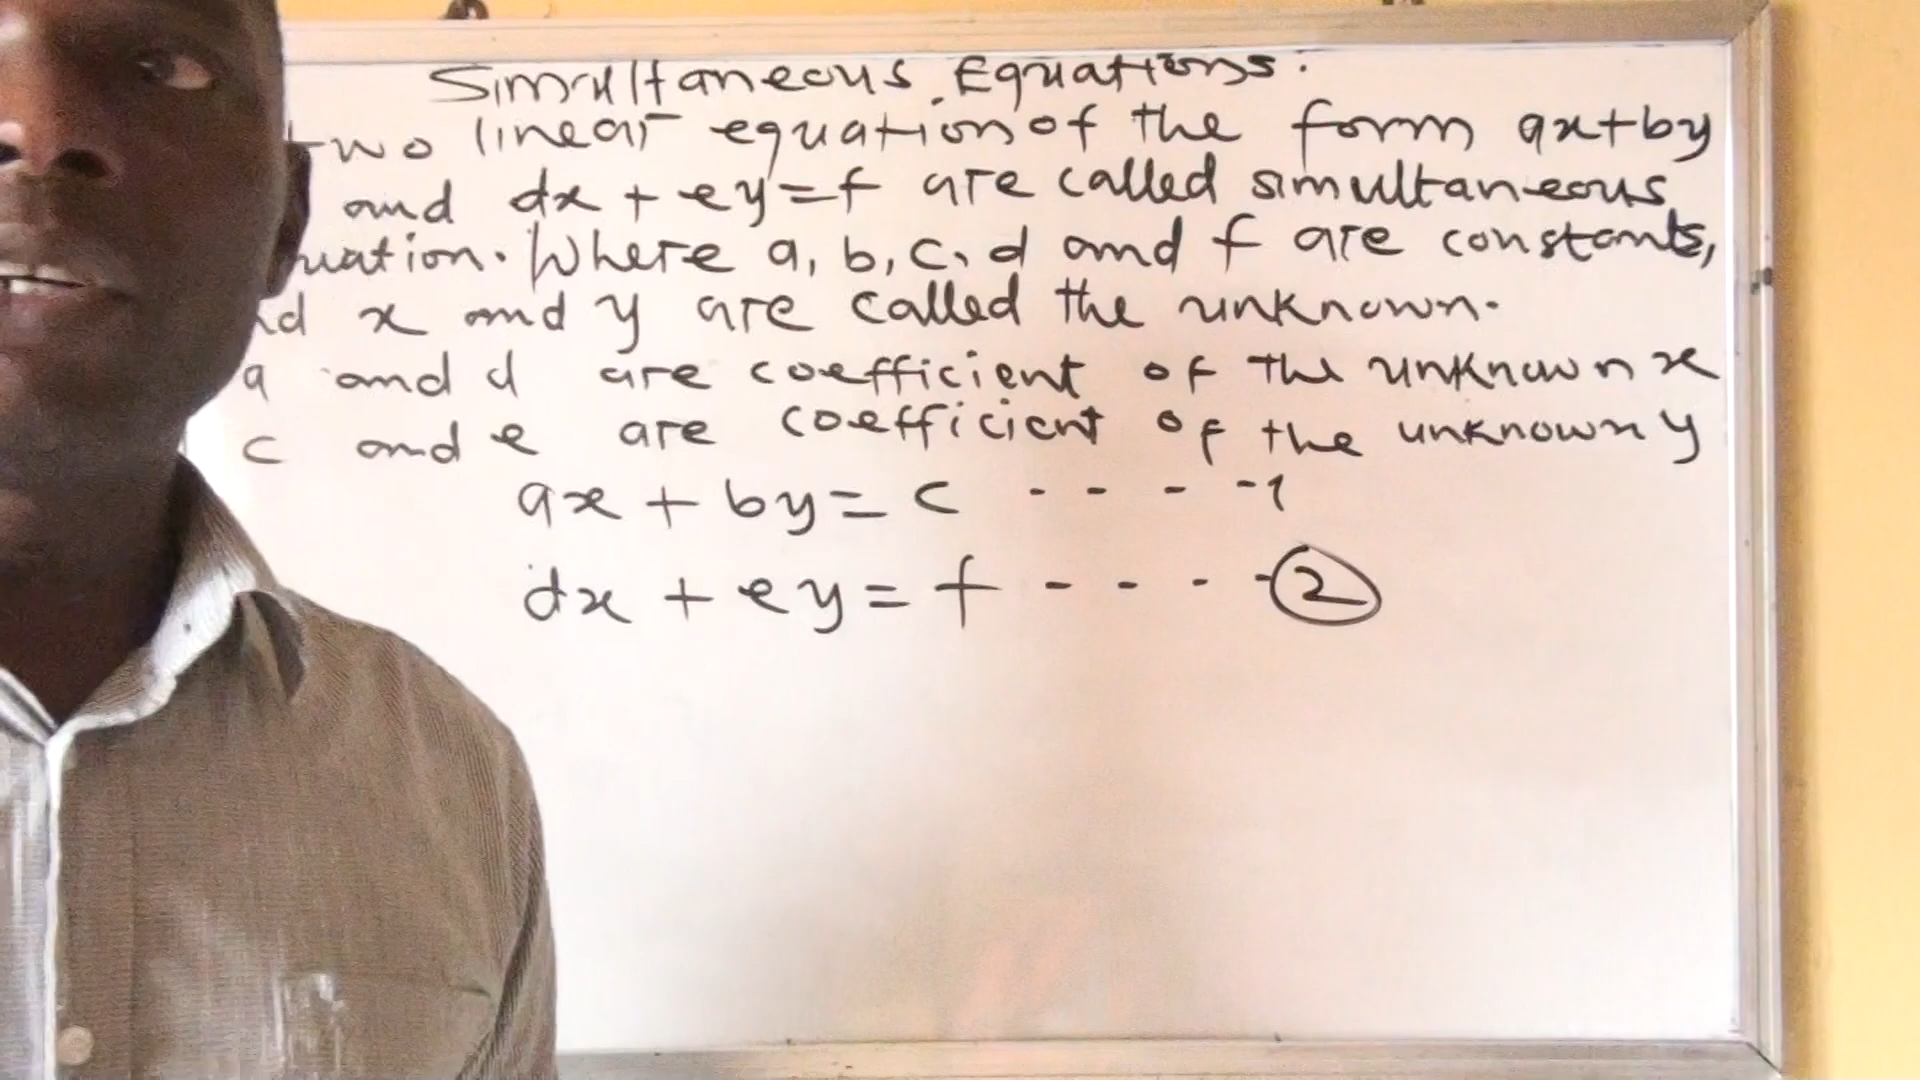 Simultaneous Equations.
two linear equation of the form ax+by
and dx + ey = f are called simultaneous
uation. Where a, b, c, d and f are constants,
d x and y are called the unknown.
a and d are coefficient of the unknown x
c and e are coefficient of the unknown y
ax + by = c - - - - 1
dx + ey = f - - - - 2